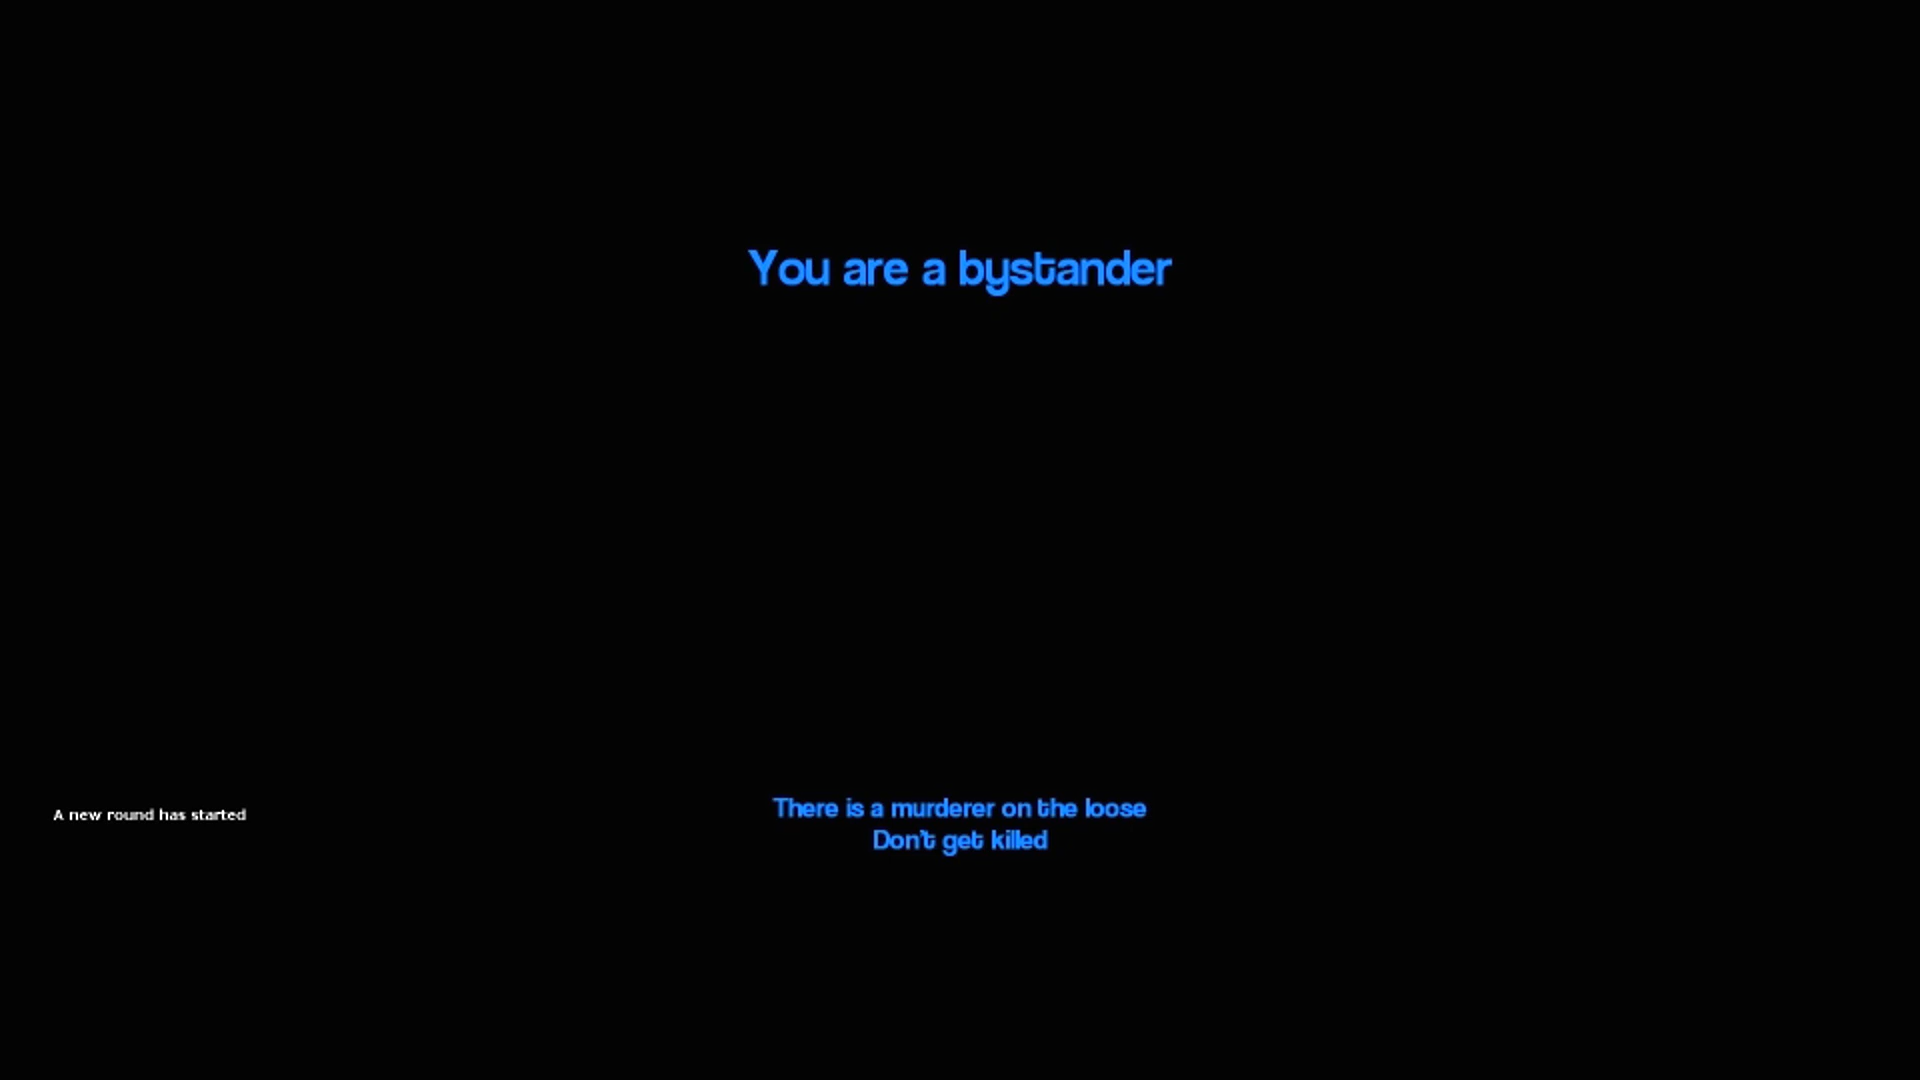 You are a bystander
A new round has started
There is a murderer on the loose
Don't get killed